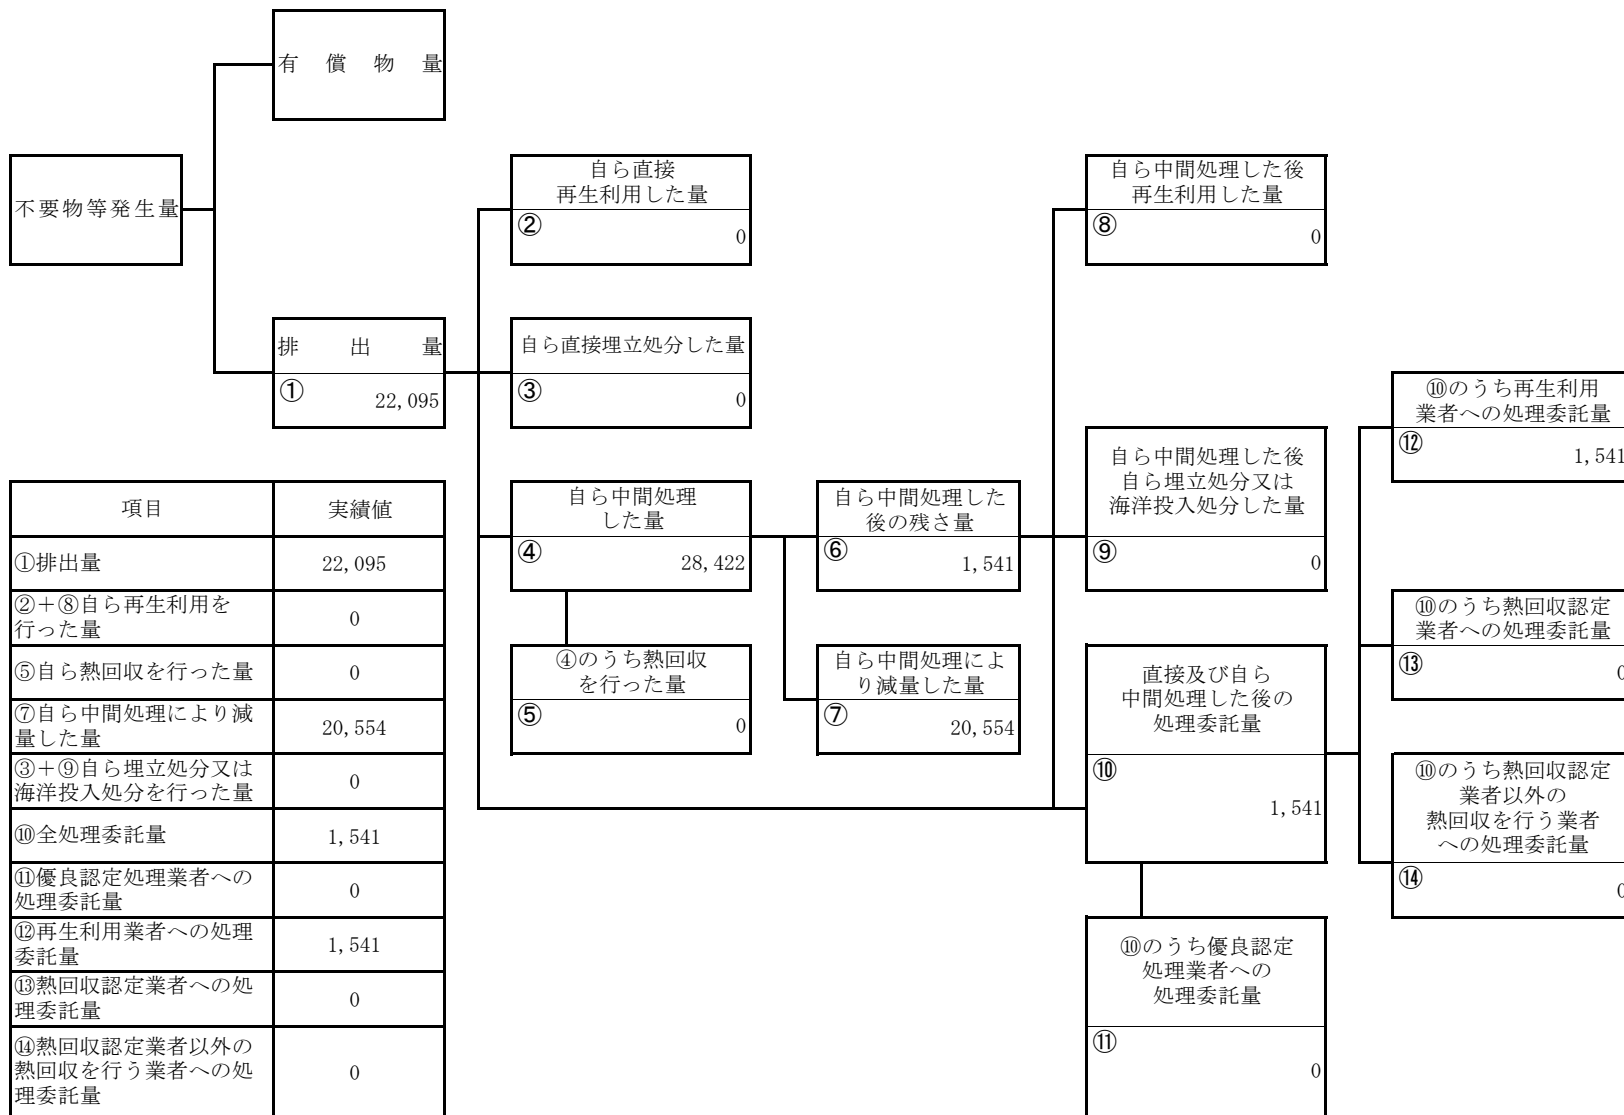 有償物量
不要物等発生量
排出量
① 22,095
自ら直接
再生利用した量
② 0
自ら直接埋立処分した量
③ 0
自ら中間処理
した量
④ 28,422
④のうち熱回収
を行った量
⑤ 0
自ら中間処理した
後の残さ量
⑥ 1,541
自ら中間処理によ
り減量した量
⑦ 20,554
自ら中間処理した後
再生利用した量
⑧ 0
自ら中間処理した後
自ら埋立処分又は
海洋投入処分した量
⑨ 0
直接及び自ら
中間処理した後の
処理委託量
⑩ 1,541
⑩のうち優良認定
処理業者への
処理委託量
⑪ 0
⑩のうち再生利用
業者への処理委託量
⑫ 1,541
⑩のうち熱回収認定
業者への処理委託量
⑬ 0
⑩のうち熱回収認定
業者以外の
熱回収を行う業者
への処理委託量
⑭ 0
項目 実績値
①排出量 22,095
②＋⑧自ら再生利用を
行った量 0
⑤自ら熱回収を行った量 0
⑦自ら中間処理により減
量した量 20,554
③＋⑨自ら埋立処分又は
海洋投入処分を行った量 0
⑩全処理委託量 1,541
⑪優良認定処理業者への
処理委託量 0
⑫再生利用業者への処理
委託量 1,541
⑬熱回収認定業者への処
理委託量 0
⑭熱回収認定業者以外の
熱回収を行う業者への処
理委託量 0